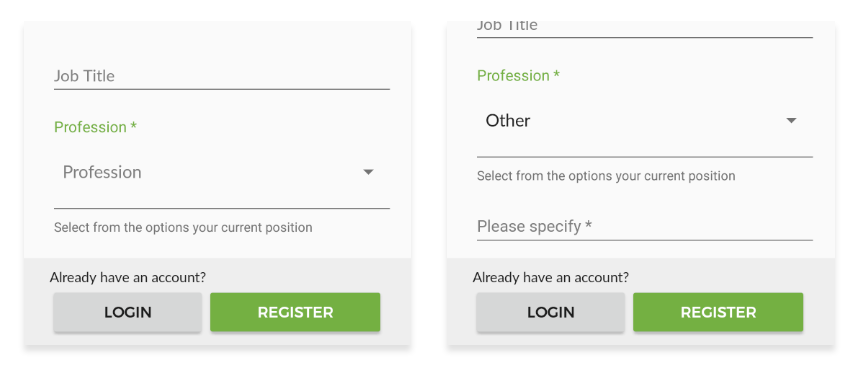 Job Title
Profession *
Profession
Select from the options your current position
Already have an account?
LOGIN REGISTER
Job Title
Profession *
Other
Select from the options your current position
Please specify *
Already have an account?
LOGIN REGISTER